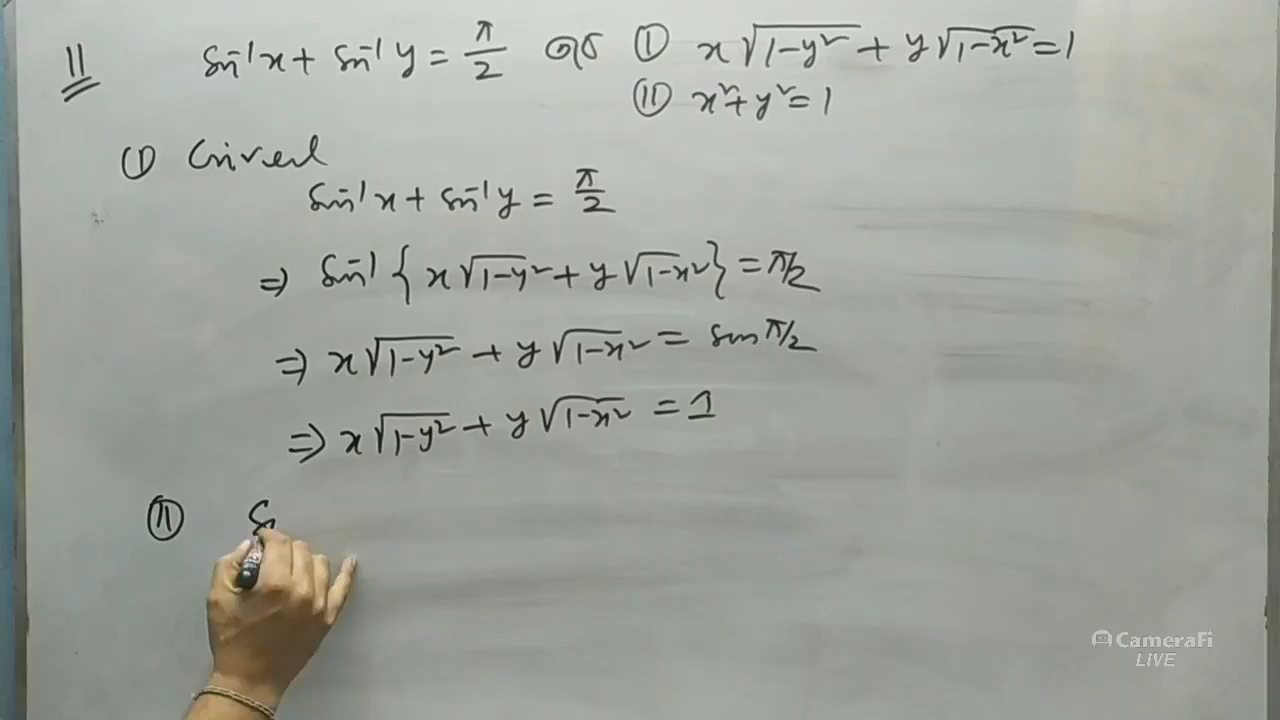 11 sin⁻¹x + sin⁻¹y = π/2 (I) x√(1-y²) + y√(1-x²) = 1
(II) x² + y² = 1
(I) Given
sin⁻¹x + sin⁻¹y = π/2
⇒ sin⁻¹{x√(1-y²) + y√(1-x²)} = π/2
⇒ x√(1-y²) + y√(1-x²) = sin π/2
⇒ x√(1-y²) + y√(1-x²) = 1
(II) S
CameraFi
LIVE